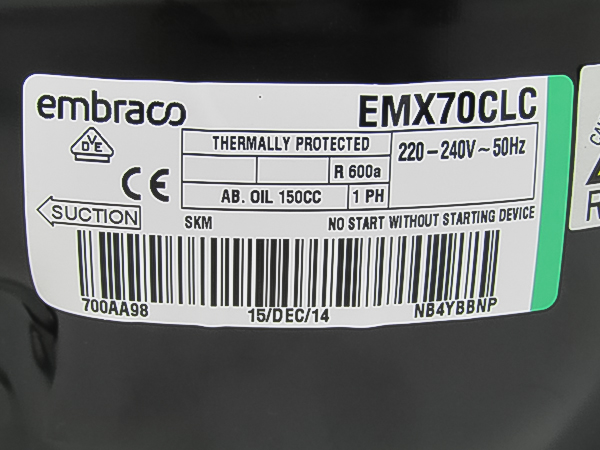 embraco
EMX70CLC
DVE
CE
THERMALLY PROTECTED
R 600a
AB. OIL 150CC
1 PH
220-240V~50Hz
SUCTION
SKM
NO START WITHOUT STARTING DEVICE
700AA98
15/DEC/14
NB4YBBNP